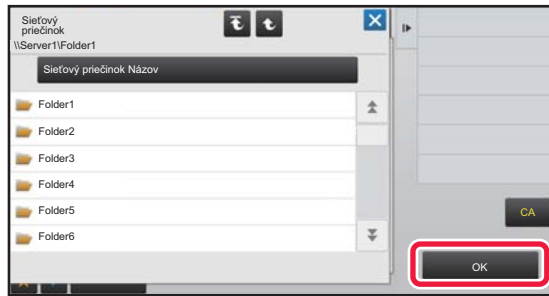 Sieťový
priečinok
\\Server1\Folder1
Sieťový priečinok Názov
Folder1
Folder2
Folder3
Folder4
Folder5
Folder6
CA
OK